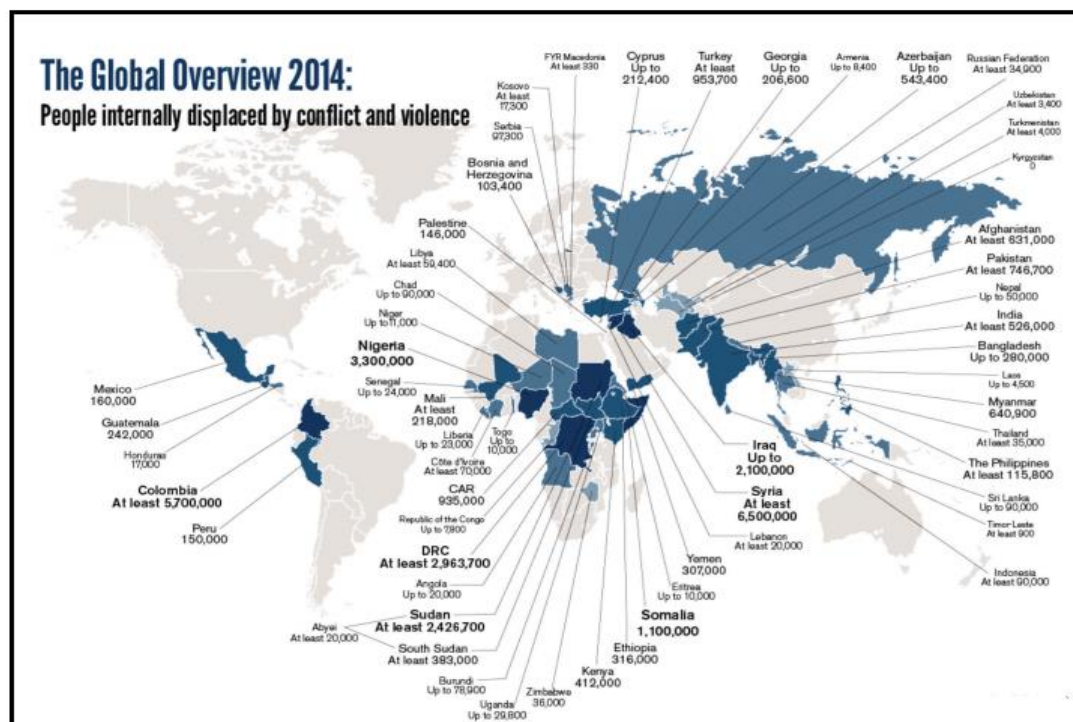 The Global Overview 2014:
People internally displaced by conflict and violence
FYR Macedonia
At least 330
Cyprus
Up to
212,400
Turkey
At least
953,700
Georgia
Up to
206,600
Armenia
Up to 8,400
Azerbaijan
Up to
543,400
Russian Federation
At least 34,900
Kosovo
At least
17,300
Uzbekistan
At least 3,400
Serbia
97,300
Turkmenistan
At least 4,000
Bosnia and
Herzegovina
103,400
Kyrgyzstan
0
Palestine
146,000
Afghanistan
At least 631,000
Libya
At least 59,400
Pakistan
At least 746,700
Chad
Up to 90,000
Nepal
Up to 50,000
Niger
Up to 11,000
India
At least 526,000
Nigeria
3,300,000
Bangladesh
Up to 280,000
Senegal
Up to 24,000
Laos
Up to 4,500
Mexico
160,000
Mali
At least
218,000
Myanmar
640,900
Guatemala
242,000
Liberia
Up to 23,000
Togo
Up to
10,000
Thailand
At least 35,000
Honduras
17,000
Côte d'Ivoire
At least 70,000
Iraq
Up to
2,100,000
The Philippines
At least 115,800
Colombia
At least 5,700,000
CAR
935,000
Syria
At least
6,500,000
Sri Lanka
Up to 90,000
Peru
150,000
Republic of the Congo
Up to 7,800
Lebanon
At least 20,000
Timor-Leste
At least 900
DRC
At least 2,963,700
Yemen
307,000
Indonesia
At least 90,000
Angola
Up to 20,000
Eritrea
Up to 10,000
Abyei
At least 20,000
Sudan
At least 2,426,700
Somalia
1,100,000
South Sudan
At least 383,000
Ethiopia
316,000
Burundi
Up to 78,900
Kenya
412,000
Uganda
Up to 29,800
Zimbabwe
36,000